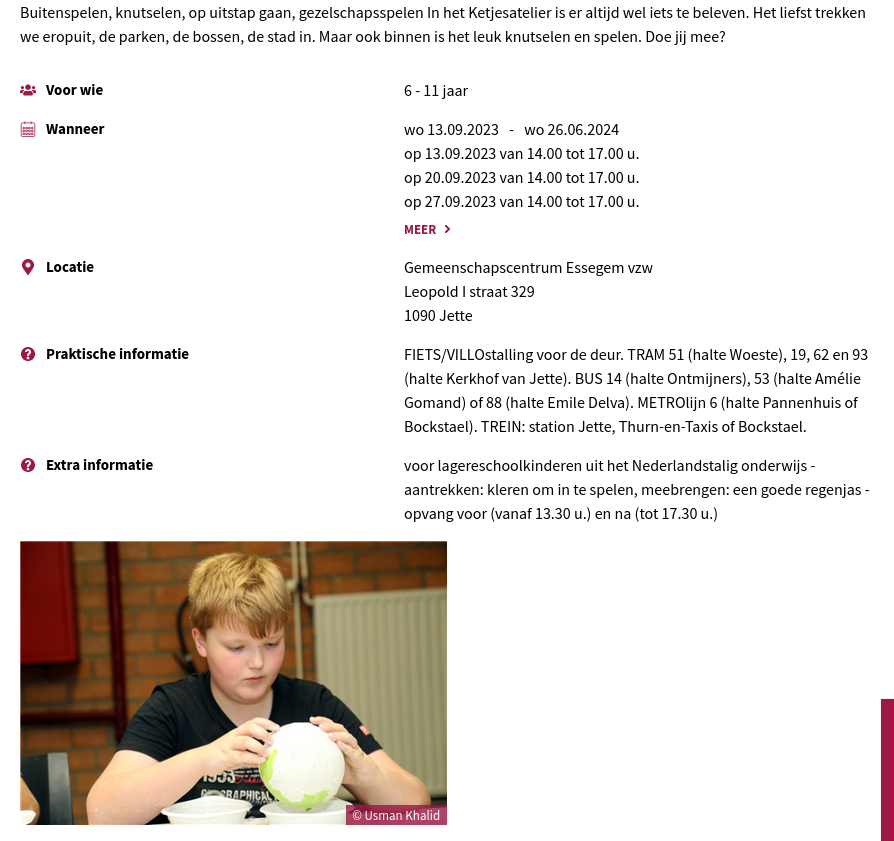 Buitenspelen, knutselen, op uitstap gaan, gezelschapsspelen In het Ketjesatelier is er altijd wel iets te beleven. Het liefst trekken
we eropuit, de parken, de bossen, de stad in. Maar ook binnen is het leuk knutselen en spelen. Doe jij mee?
Voor wie
6 - 11 jaar
Wanneer
wo 13.09.2023 - wo 26.06.2024
op 13.09.2023 van 14.00 tot 17.00 u.
op 20.09.2023 van 14.00 tot 17.00 u.
op 27.09.2023 van 14.00 tot 17.00 u.
MEER
Locatie
Gemeenschapscentrum Essegem vzw
Leopold I straat 329
1090 Jette
Praktische informatie
FIETS/VILLOstalling voor de deur. TRAM 51 (halte Woeste), 19, 62 en 93
(halte Kerkhof van Jette). BUS 14 (halte Ontmijners), 53 (halte Amélie
Gomand) of 88 (halte Emile Delva). METROlijn 6 (halte Pannenhuis of
Bockstael). TREIN: station Jette, Thurn-en-Taxis of Bockstael.
Extra informatie
voor lagereschoolkinderen uit het Nederlandstalig onderwijs -
aantrekken: kleren om in te spelen, meebrengen: een goede regenjas -
opvang voor (vanaf 13.30 u.) en na (tot 17.30 u.)
© Usman Khalid